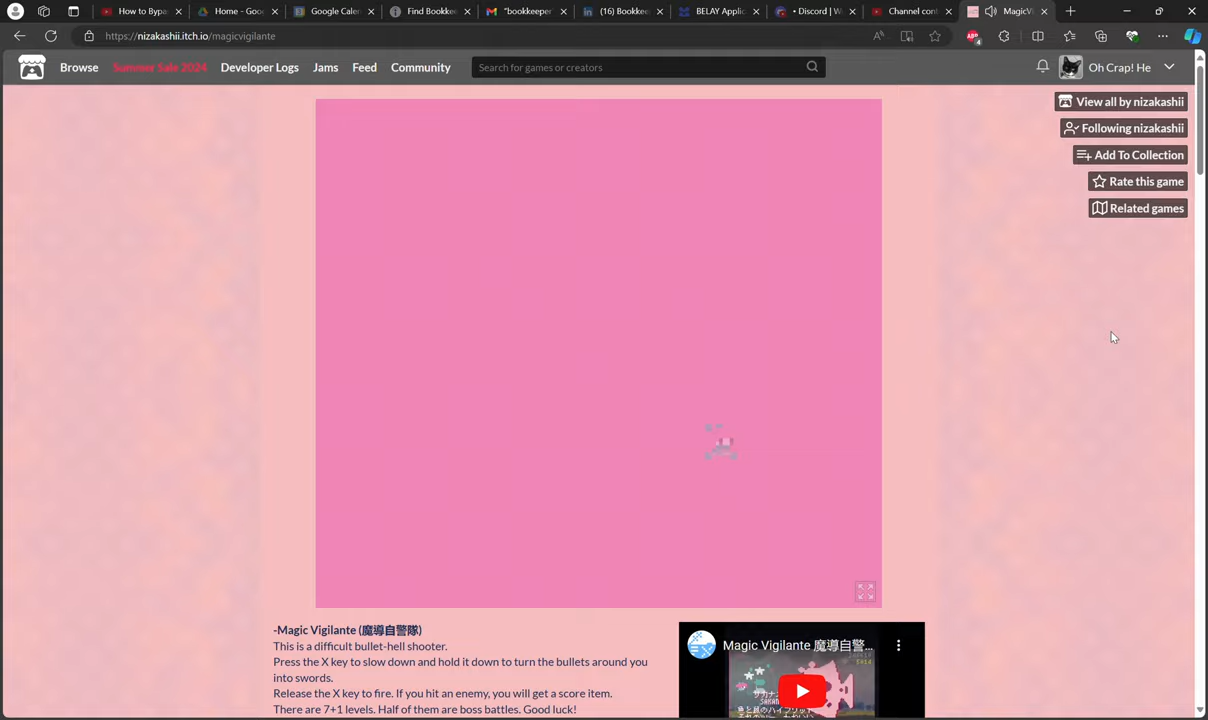 How to Bypa
Home - Goo
Google Cale
Find Bookke
"bookkeeper"
(16) Bookke
BELAY Applic
• Discord | W
Channel con
MagicVi
https://nizakashii.itch.io/magicvigilante
ABP
4
Browse
Summer Sale 2024
Developer Logs
Jams
Feed
Community
Search for games or creators
Oh Crap! He
View all by nizakashii
Following nizakashii
Add To Collection
Rate this game
Related games
-Magic Vigilante (魔導自警隊)
This is a difficult bullet-hell shooter.
Press the X key to slow down and hold it down to turn the bullets around you
into swords.
Release the X key to fire. If you hit an enemy, you will get a score item.
There are 7+1 levels. Half of them are boss battles. Good luck!
Magic Vigilante 魔導自警...